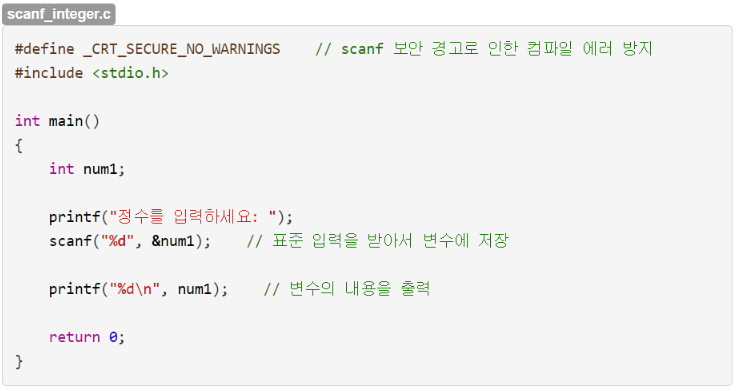 scanf_integer.c
#define _CRT_SECURE_NO_WARNINGS    // scanf 보안 경고로 인한 컴파일 에러 방지
#include <stdio.h>
int main()
{
    int num1;
    printf("정수를 입력하세요: ");
    scanf("%d", &num1);    // 표준 입력을 받아서 변수에 저장
    printf("%d\n", num1);    // 변수의 내용을 출력
    return 0;
}